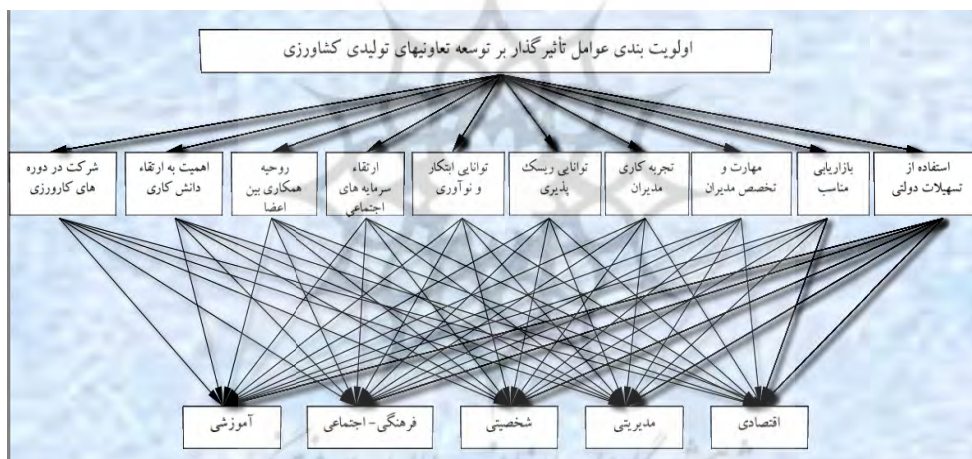 اولویت بندی عوامل تأثیرگذار بر توسعه تعاونیهای تولیدی کشاورزی
استفاده از
تسهیلات دولتی
بازاریابی
مناسب
مهارت و
تخصص مدیران
تجربه کاری
مدیران
توانایی ریسک
پذیری
توانایی ابتکار
و نوآوری
ارتقاء
سرمایه های
اجتماعی
روحیه
همکاری بین
اعضا
اهمیت به ارتقاء
دانش کاری
شرکت در دوره
های کارورزی
اقتصادی
مدیریتی
شخصیتی
فرهنگی - اجتماعی
آموزشی